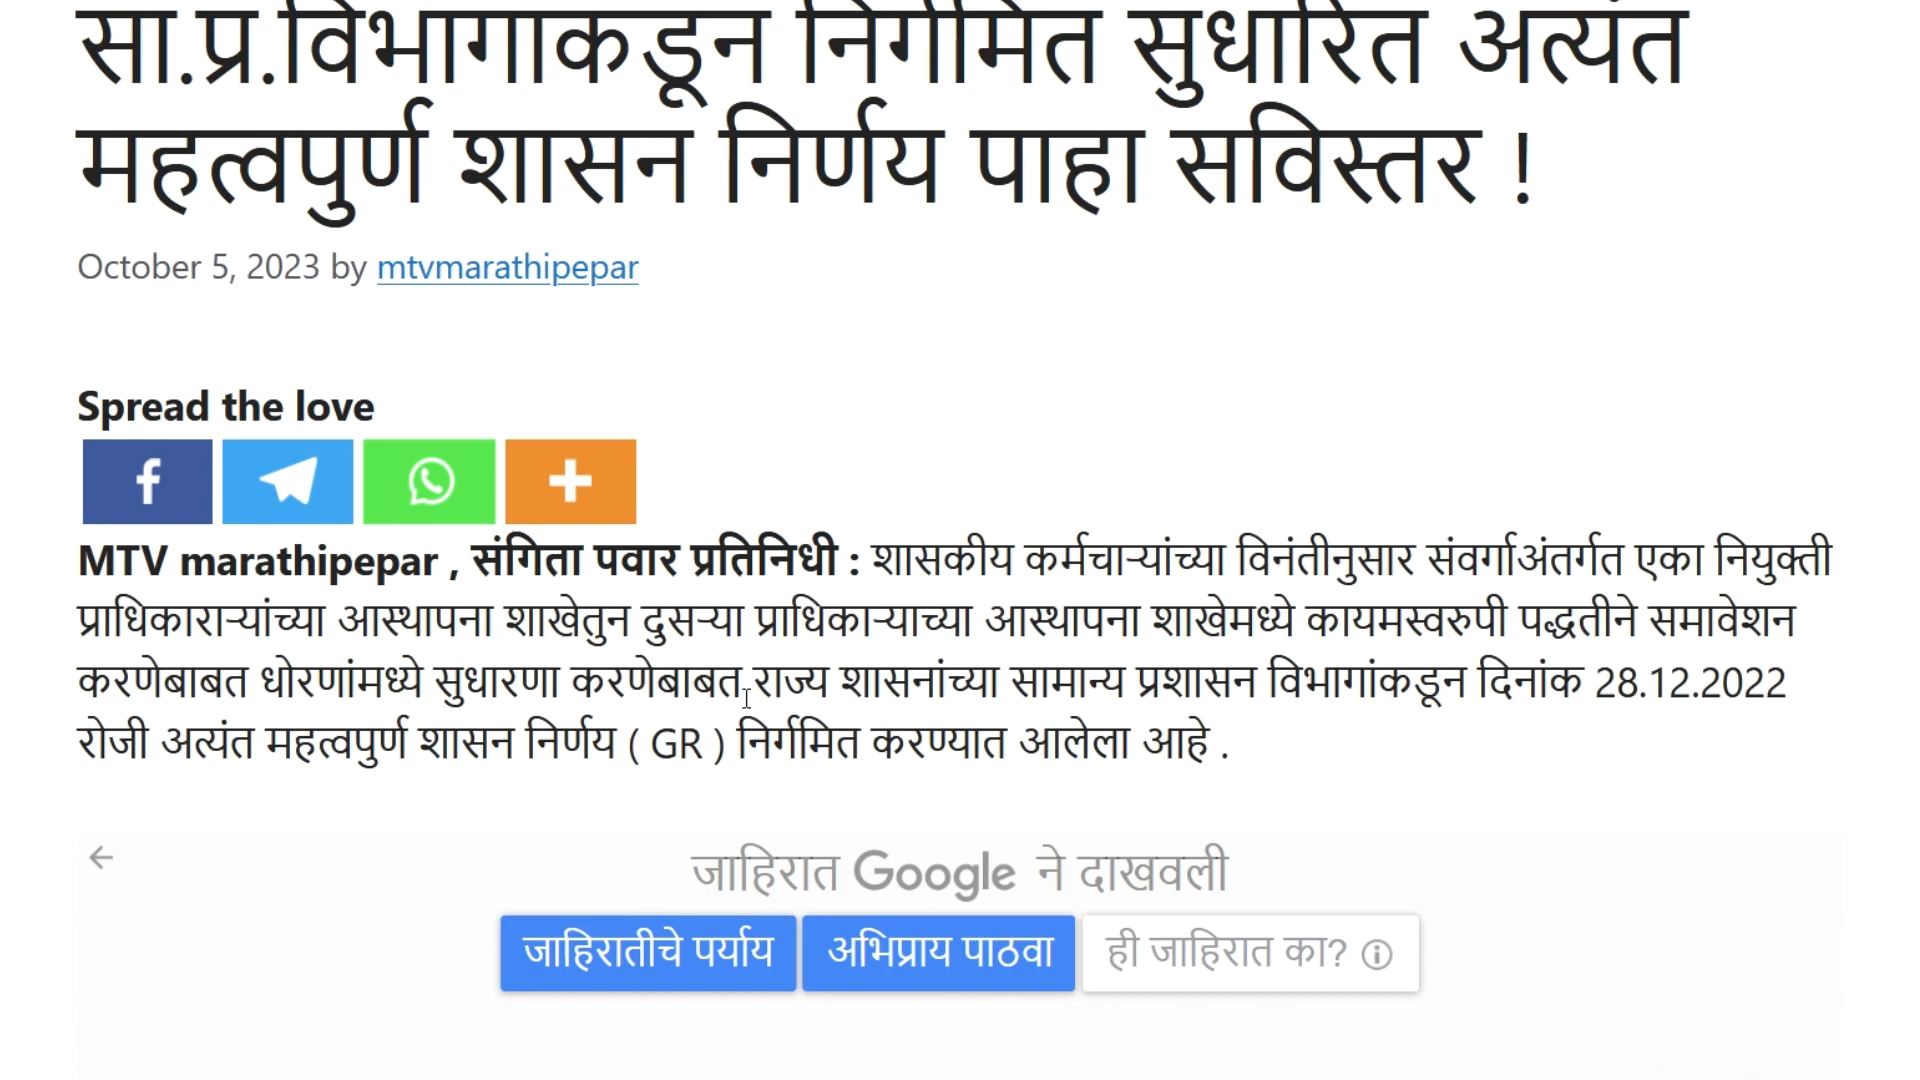 सा.प्र.विभागाकडून निर्गमित सुधारित अत्यंत
महत्वपुर्ण शासन निर्णय पाहा सविस्तर !
October 5, 2023 by mtvmarathipepar
Spread the love
MTV marathipepar , संगिता पवार प्रतिनिधी : शासकीय कर्मचाऱ्यांच्या विनंतीनुसार संवर्गाअंतर्गत एका नियुक्ती
प्राधिकाराऱ्यांच्या आस्थापना शाखेतुन दुसऱ्या प्राधिकाऱ्याच्या आस्थापना शाखेमध्ये कायमस्वरुपी पद्धतीने समावेशन
करणेबाबत धोरणांमध्ये सुधारणा करणेबाबत राज्य शासनांच्या सामान्य प्रशासन विभागांकडून दिनांक 28.12.2022
रोजी अत्यंत महत्वपुर्ण शासन निर्णय ( GR ) निर्गमित करण्यात आलेला आहे .
जाहिरात Google ने दाखवली
जाहिरातीचे पर्याय अभिप्राय पाठवा ही जाहिरात का?